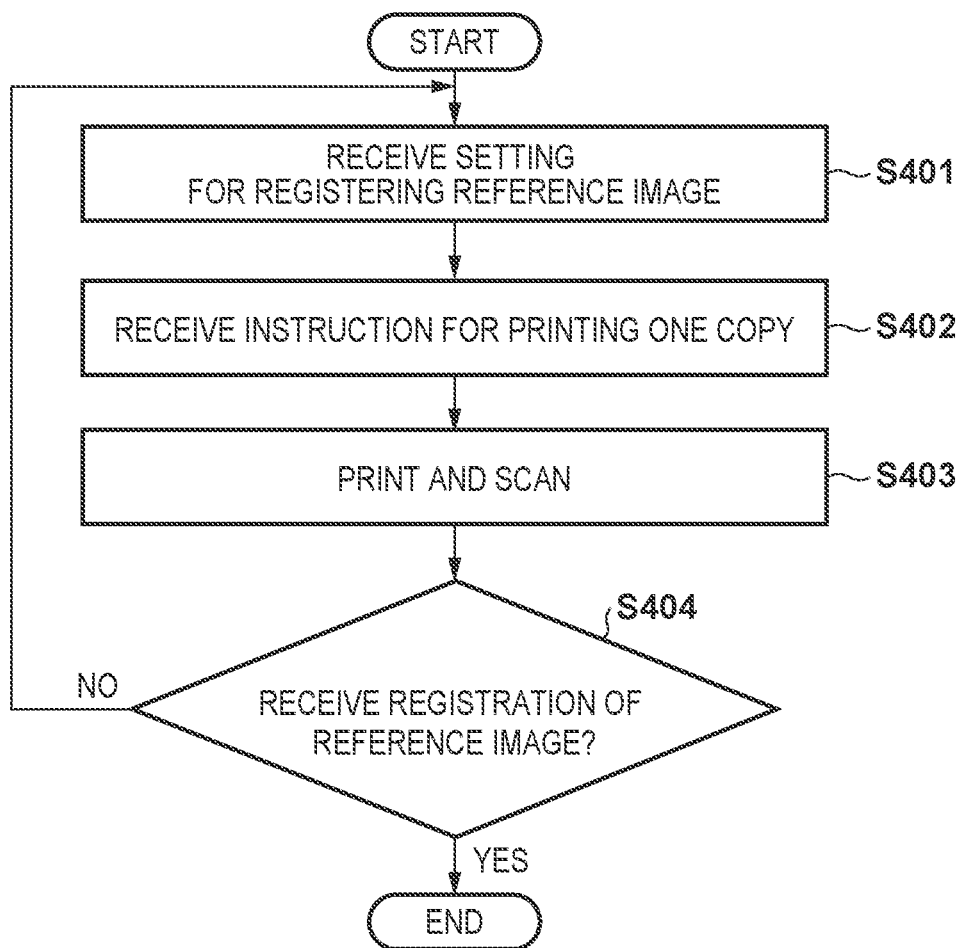 START
RECEIVE SETTING
FOR REGISTERING REFERENCE IMAGE
S401
RECEIVE INSTRUCTION FOR PRINTING ONE COPY
S402
PRINT AND SCAN
S403
S404
NO
RECEIVE REGISTRATION OF
REFERENCE IMAGE?
YES
END